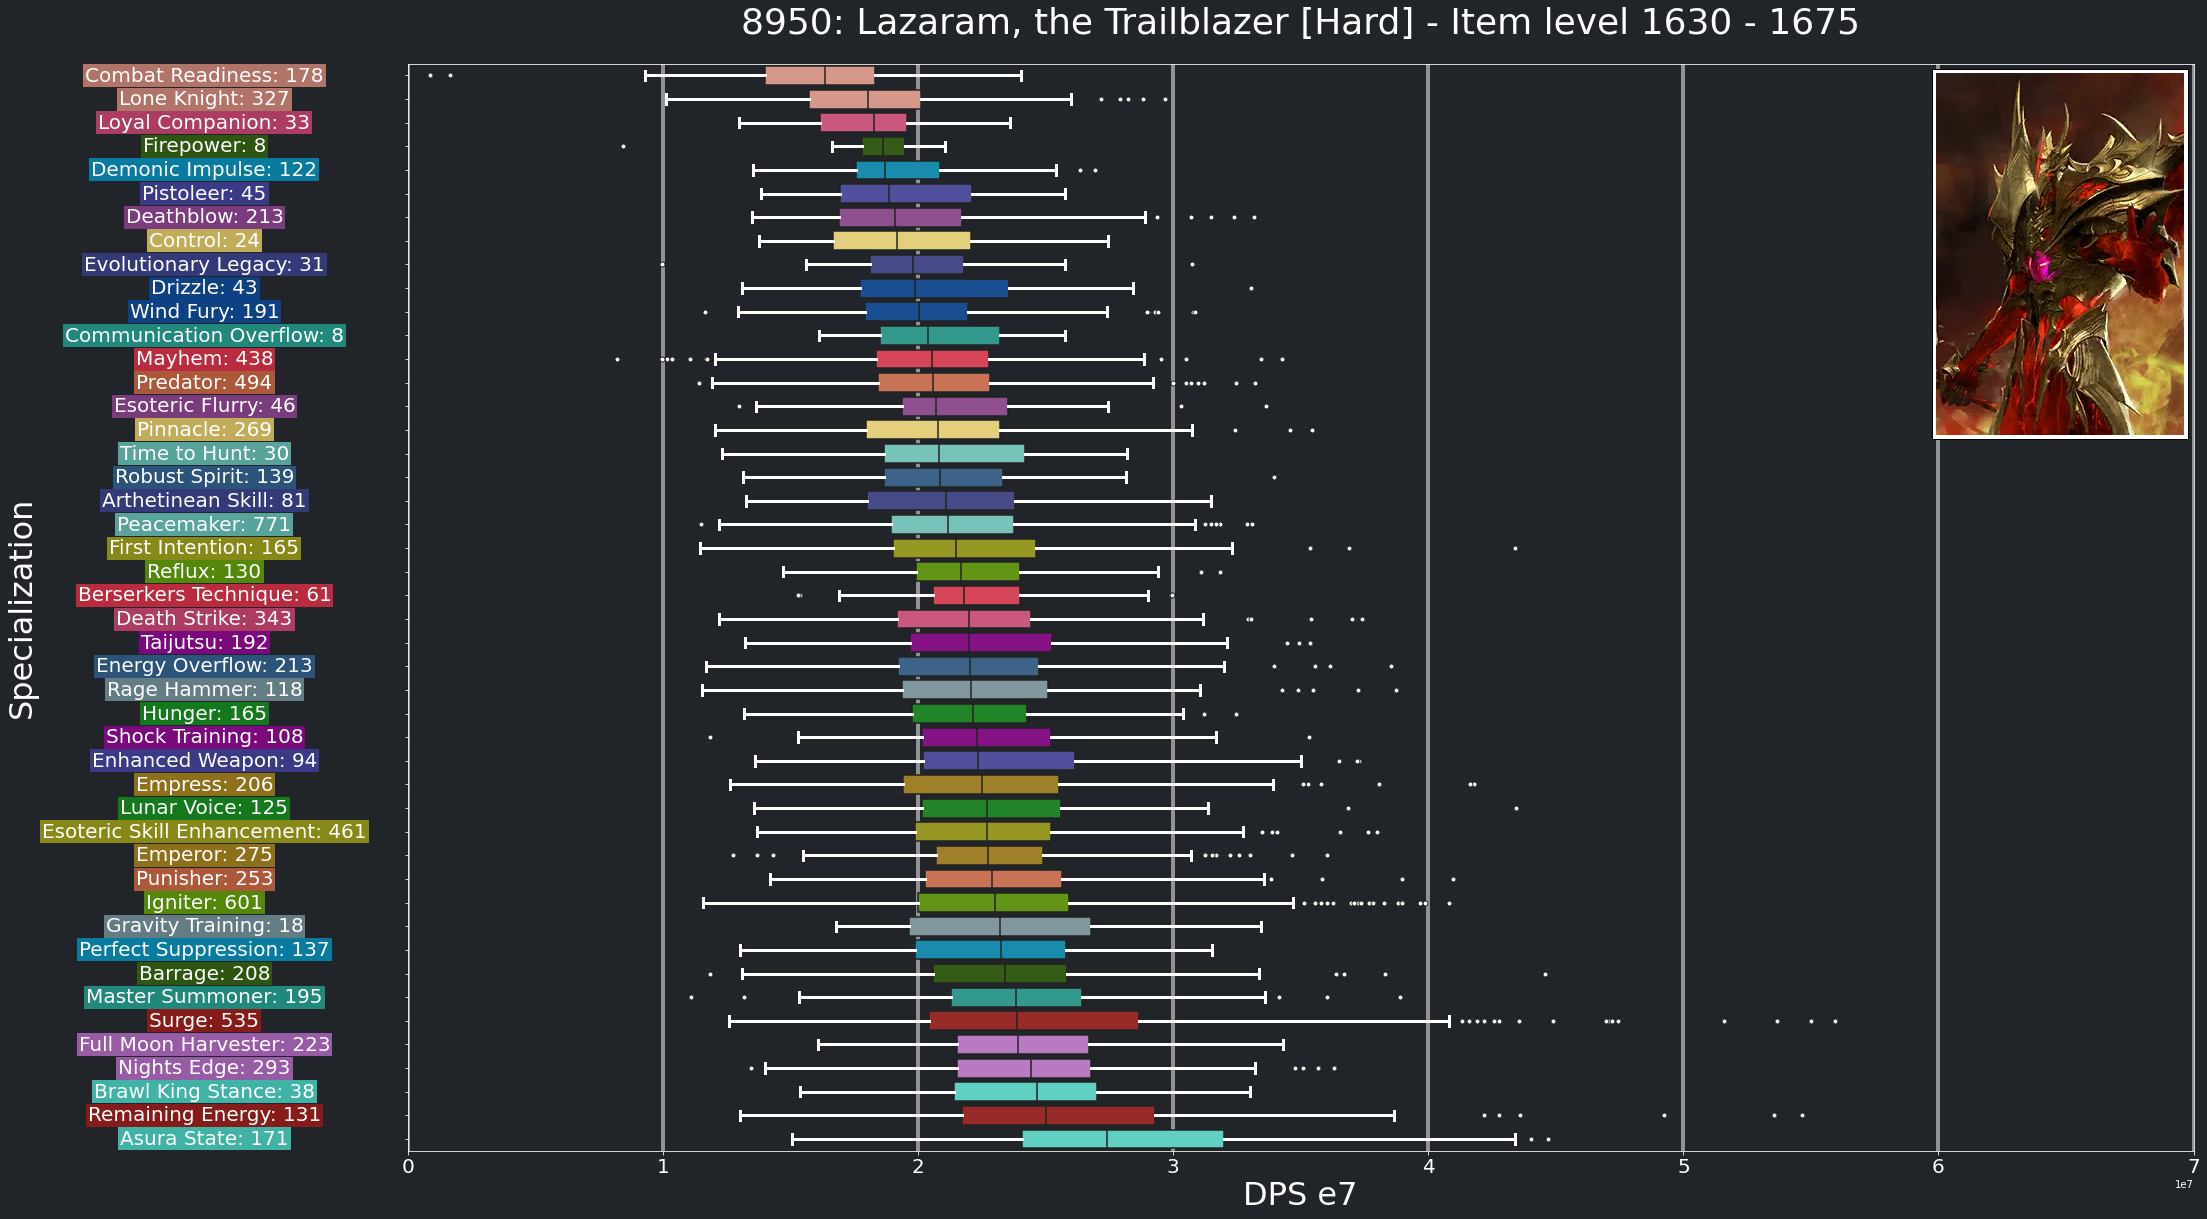 8950: Lazaram, the Trailblazer [Hard] - Item level 1630 - 1675
Combat Readiness: 178
Lone Knight: 327
Loyal Companion: 33
Firepower: 8
Demonic Impulse: 122
Pistoleer: 45
Deathblow: 213
Control: 24
Evolutionary Legacy: 31
Drizzle: 43
Wind Fury: 191
Communication Overflow: 8
Mayhem: 438
Predator: 494
Esoteric Flurry: 46
Pinnacle: 269
Time to Hunt: 30
Robust Spirit: 139
Arthetinean Skill: 81
Peacemaker: 771
First Intention: 165
Reflux: 130
Berserkers Technique: 61
Death Strike: 343
Taijutsu: 192
Energy Overflow: 213
Rage Hammer: 118
Hunger: 165
Shock Training: 108
Enhanced Weapon: 94
Empress: 206
Lunar Voice: 125
Esoteric Skill Enhancement: 461
Emperor: 275
Punisher: 253
Igniter: 601
Gravity Training: 18
Perfect Suppression: 137
Barrage: 208
Master Summoner: 195
Surge: 535
Full Moon Harvester: 223
Nights Edge: 293
Brawl King Stance: 38
Remaining Energy: 131
Asura State: 171
Specialization
0 1 2 3 4 5 6 7
1e7
DPS e7